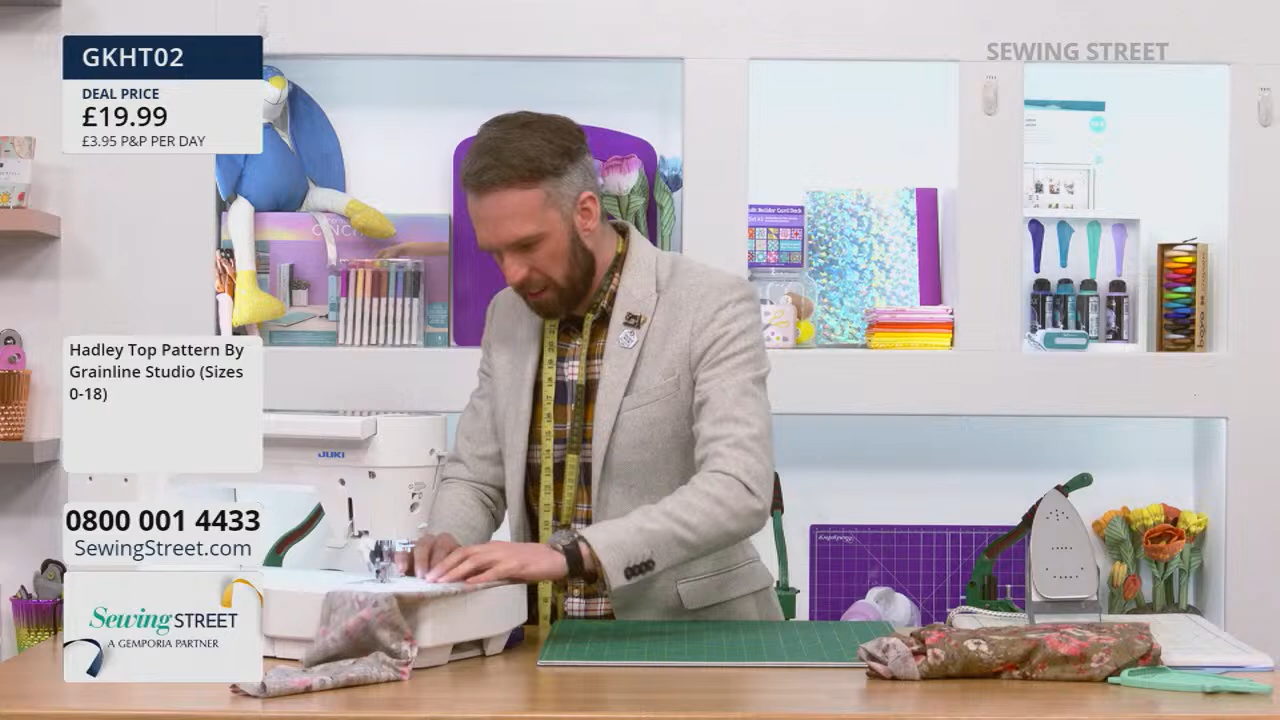 GKHT02
DEAL PRICE
£19.99
£3.95 P&P PER DAY
SEWING STREET
Hadley Top Pattern By
Grainline Studio (Sizes
0-18)
0800 001 4433
SewingStreet.com
Sewing STREET
A GEMPORIA PARTNER
JUKI